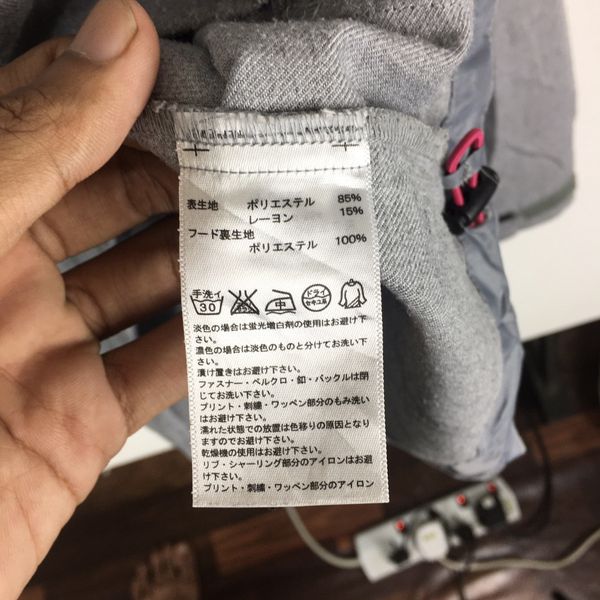 表生地 ポリエステル 85%
レーヨン 15%
フード裏生地
ポリエステル 100%
手洗イ 30 中 ドライ セキユ系
淡色の場合は蛍光増白剤の使用はお避け下
さい。
濃色の場合は淡色のものと分けてお洗い下
さい。
漬け置きはお避け下さい。
ファスナー・ベルクロ・釦・バックルは閉
じてお洗い下さい。
プリント・刺繍・ワッペン部分のもみ洗い
はお避け下さい。
濡れた状態での放置は色移りの原因となり
ますのでお避け下さい。
乾燥機の使用はお避け下さい。
リブ・シャーリング部分のアイロンはお避
け下さい。
プリント・刺繍・ワッペン部分のアイロン